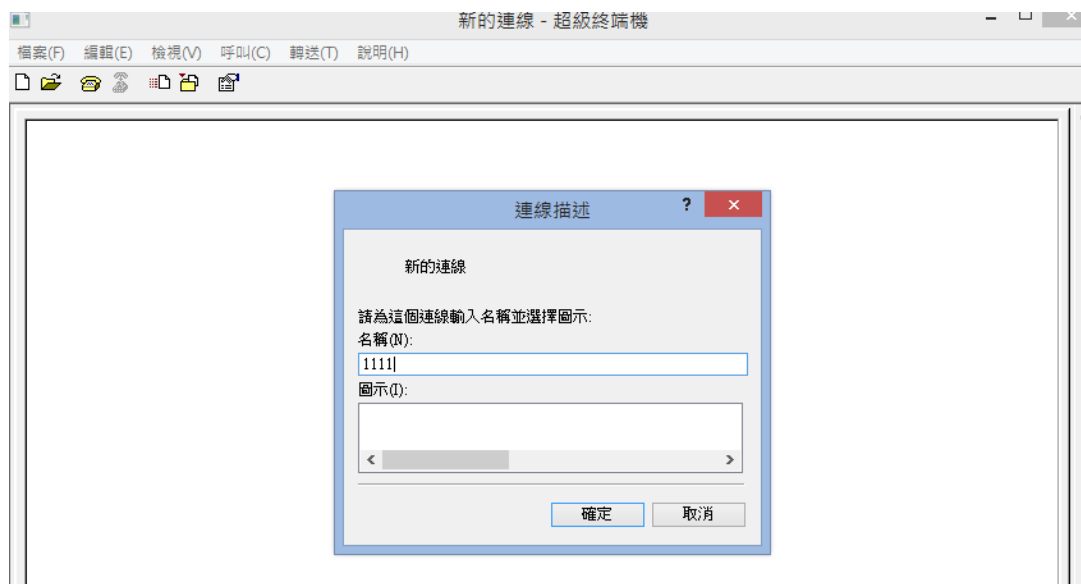 新的連線 - 超級終端機
檔案(F) 編輯(E) 檢視(V) 呼叫(C) 轉送(T) 說明(H)
連線描述
新的連線
請為這個連線輸入名稱並選擇圖示:
名稱(N):
1111
圖示(I):
確定 取消